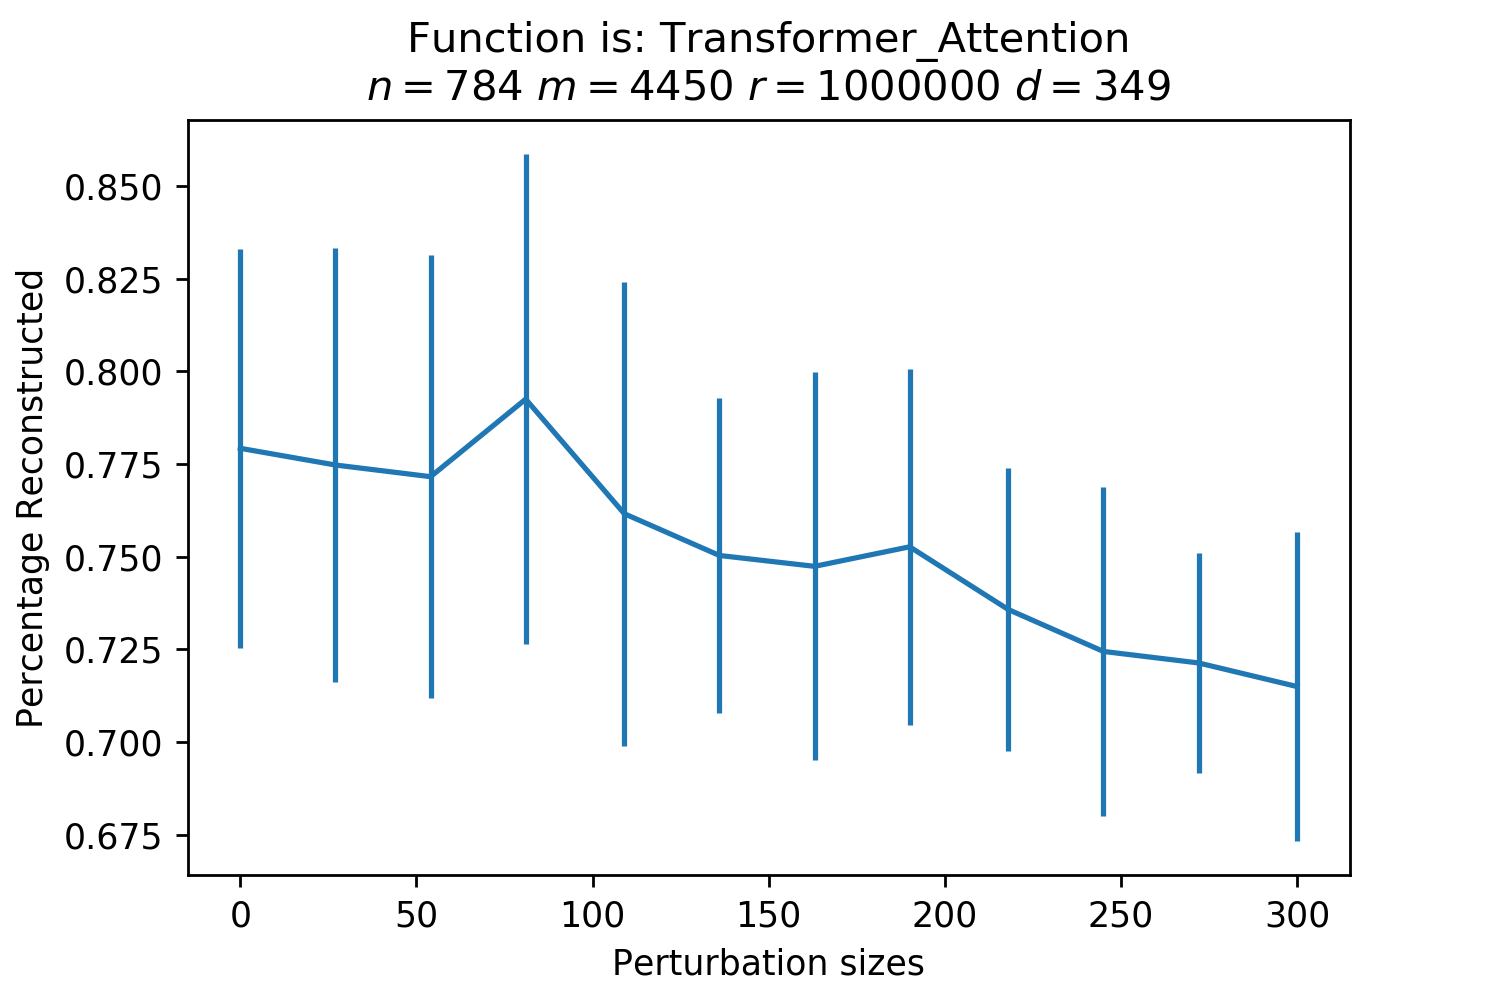 Function is: Transformer_Attention
n = 784 m = 4450 r = 1000000 d = 349
Percentage Reconstructed
0.850
0.825
0.800
0.775
0.750
0.725
0.700
0.675
0 50 100 150 200 250 300
Perturbation sizes